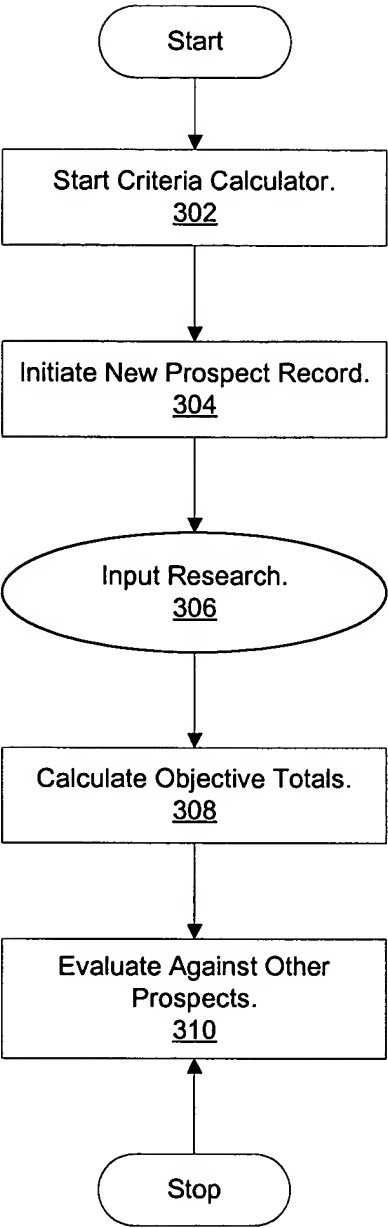 Start
Start Criteria Calculator.
302
Initiate New Prospect Record.
304
Input Research.
306
Calculate Objective Totals.
308
Evaluate Against Other
Prospects.
310
Stop